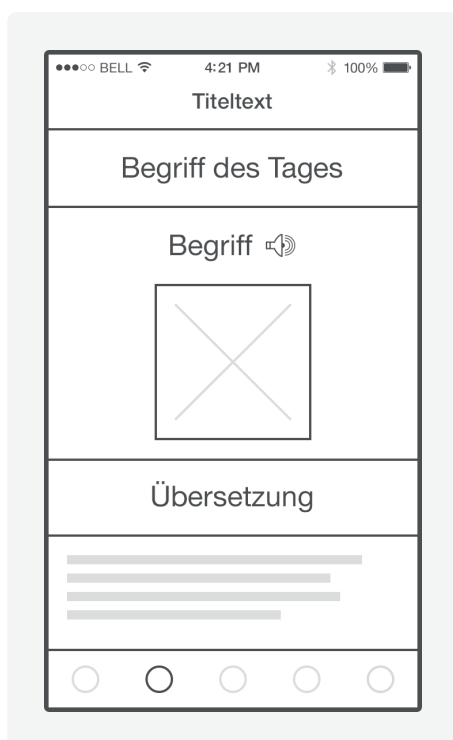 BELL 4:21 PM 100%
Titeltext
Begriff des Tages
Begriff
Übersetzung